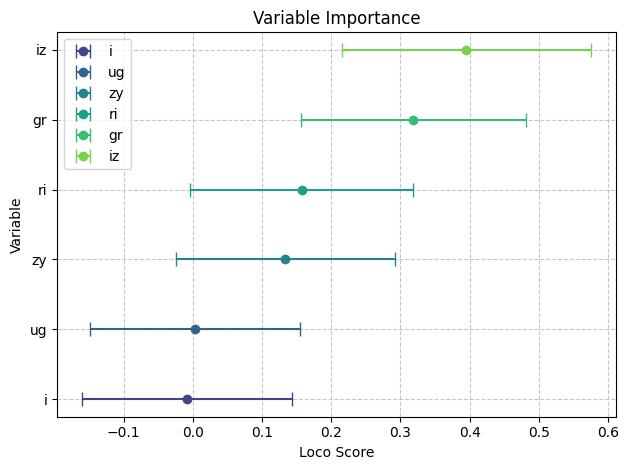 Variable Importance
iz
gr
ri
zy
ug
i
Variable
i
ug
zy
ri
gr
iz
−0.1 0.0 0.1 0.2 0.3 0.4 0.5 0.6
Loco Score